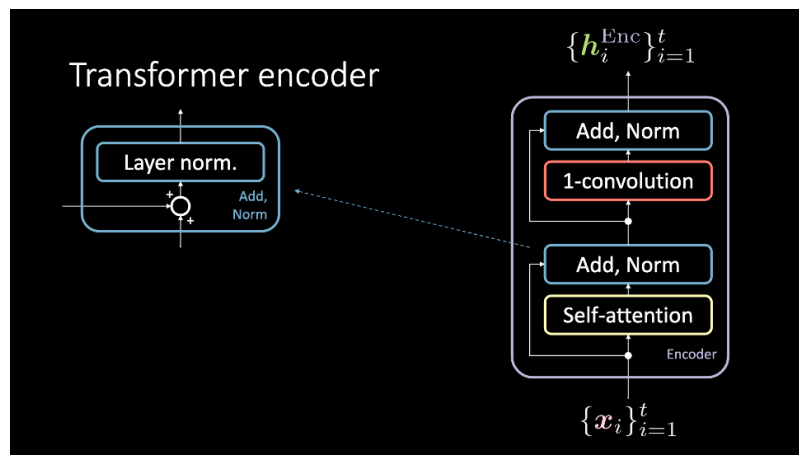 Transformer encoder
Layer norm.
+
+
Add,
Norm
{h_i^Enc}_{i=1}^t
Add, Norm
1-convolution
Add, Norm
Self-attention
Encoder
{x_i}_{i=1}^t